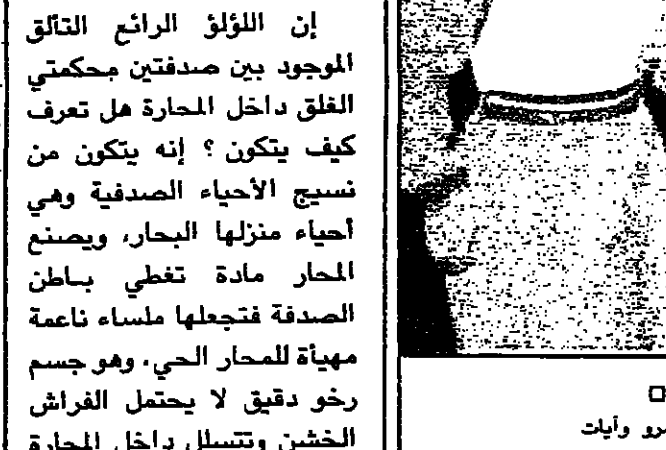 إن اللؤلؤ الرائع التألق
الموجود بين صدفتين محكمتي
الغلق داخل المحارة هل تعرف
كيف يتكون ؟ إنه يتكون من
نسيج الأحياء الصدفية وهي
أحياء منزلها البحار، ويصنع
المحار مادة تغطي باطن
الصدفة فتجعلها ملساء ناعمة
مهيأة للمحار الحي. وهو جسم
رخو دقيق لا يحتمل الفراش
الخشن وتتسلل داخل المحارة
وآيات